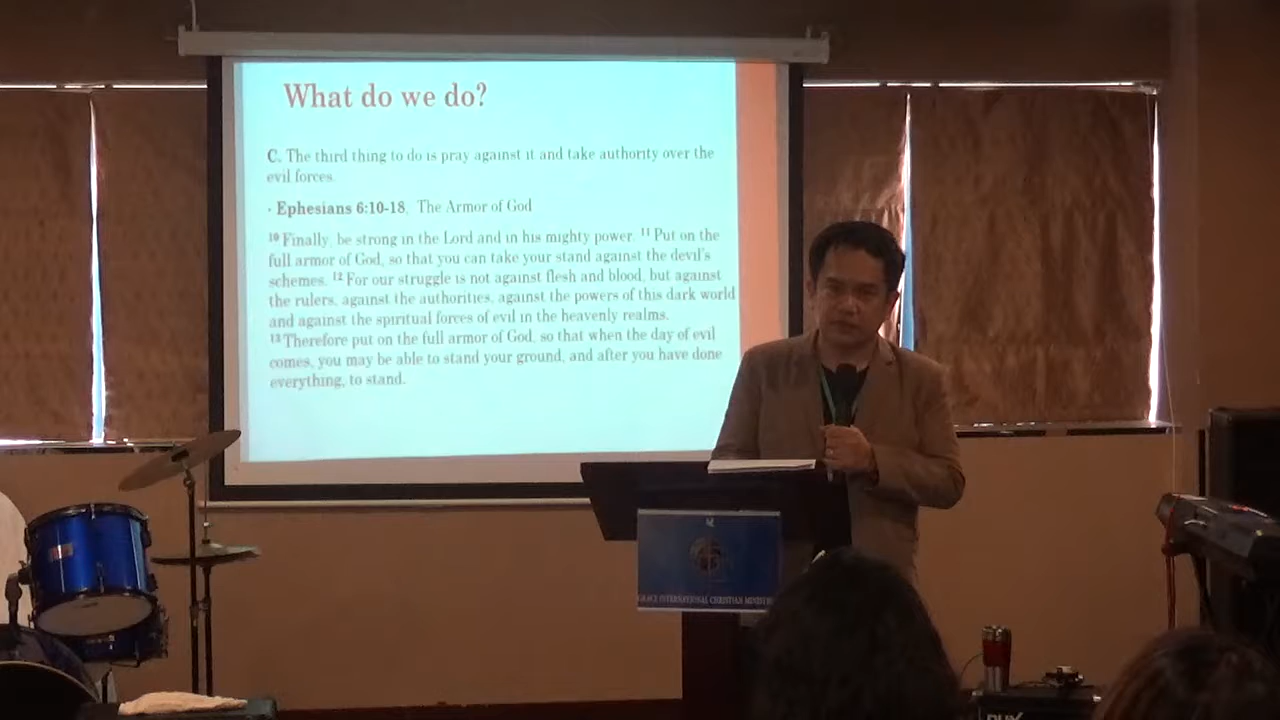 What do we do?
C. The third thing to do is pray against it and take authority over the
evil forces.
· Ephesians 6:10-18, The Armor of God
10 Finally, be strong in the Lord and in his mighty power. 11 Put on the
full armor of God, so that you can take your stand against the devil's
schemes. 12 For our struggle is not against flesh and blood, but against
the rulers, against the authorities, against the powers of this dark world
and against the spiritual forces of evil in the heavenly realms.
13 Therefore put on the full armor of God, so that when the day of evil
comes, you may be able to stand your ground, and after you have done
everything, to stand.
GRACE INTERNATIONAL CHRISTIAN